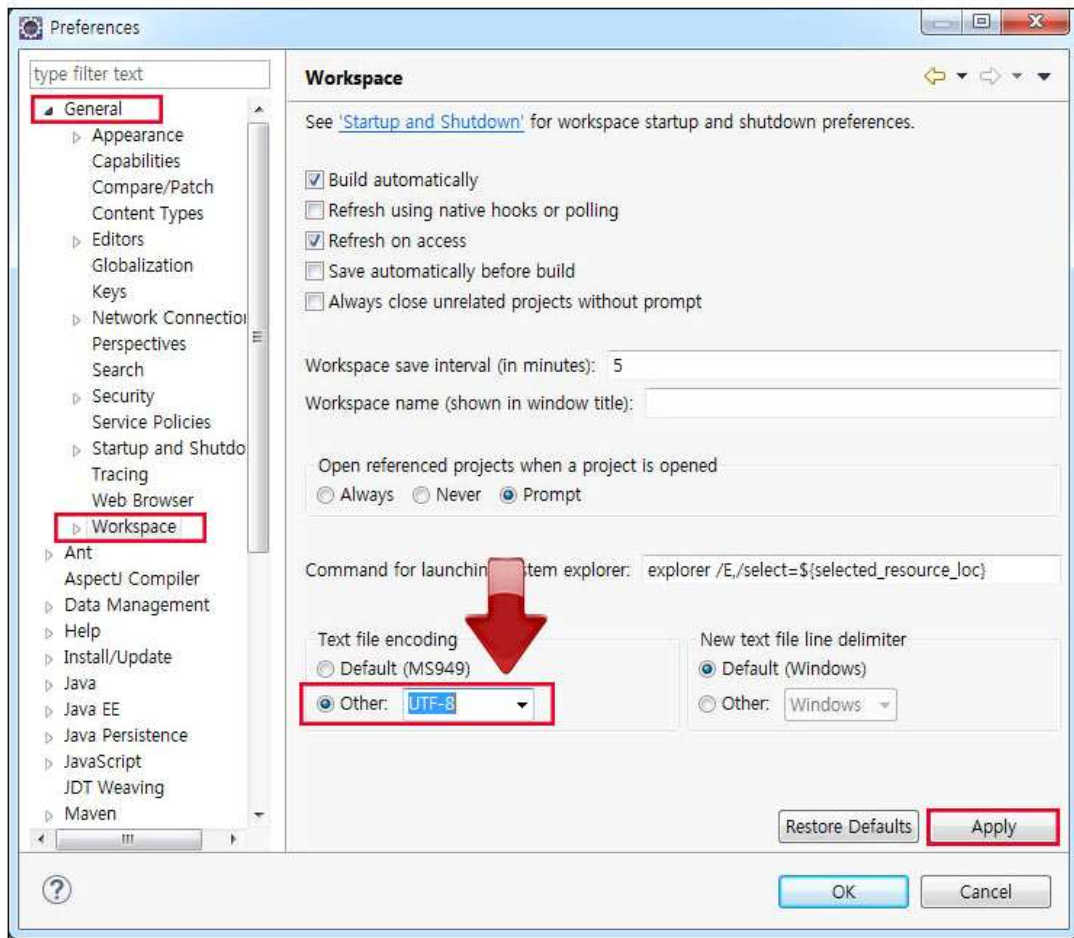 Preferences
type filter text
General
Appearance
Capabilities
Compare/Patch
Content Types
Editors
Globalization
Keys
Network Connection
Perspectives
Search
Security
Service Policies
Startup and Shutdo
Tracing
Web Browser
Workspace
Ant
AspectJ Compiler
Data Management
Help
Install/Update
Java
Java EE
Java Persistence
JavaScript
JDT Weaving
Maven
Workspace
See 'Startup and Shutdown' for workspace startup and shutdown preferences.
Build automatically
Refresh using native hooks or polling
Refresh on access
Save automatically before build
Always close unrelated projects without prompt
Workspace save interval (in minutes): 5
Workspace name (shown in window title):
Open referenced projects when a project is opened
Always Never Prompt
Command for launchin stem explorer: explorer /E,/select=${selected_resource_loc}
Text file encoding
Default (MS949)
Other: UTF-8
New text file line delimiter
Default (Windows)
Other: Windows
Restore Defaults Apply
OK Cancel